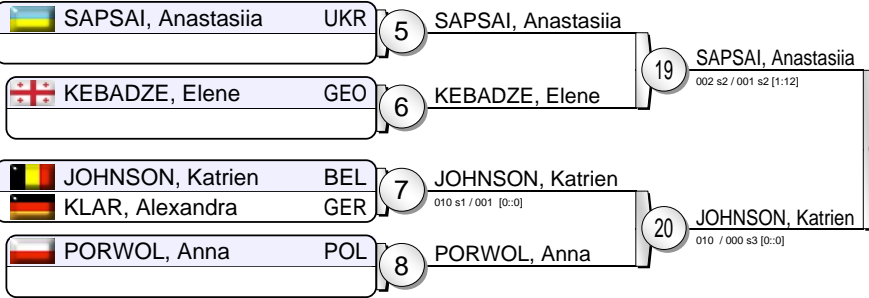 SAPSAI, Anastasiia UKR
5
SAPSAI, Anastasiia
KEBADZE, Elene GEO
6
KEBADZE, Elene
19
SAPSAI, Anastasiia
002 s2 / 001 s2 [1:12]
JOHNSON, Katrien BEL
KLAR, Alexandra GER
7
JOHNSON, Katrien
010 s1 / 001 [0::0]
PORWOL, Anna POL
8
PORWOL, Anna
20
JOHNSON, Katrien
010 / 000 s3 [0::0]